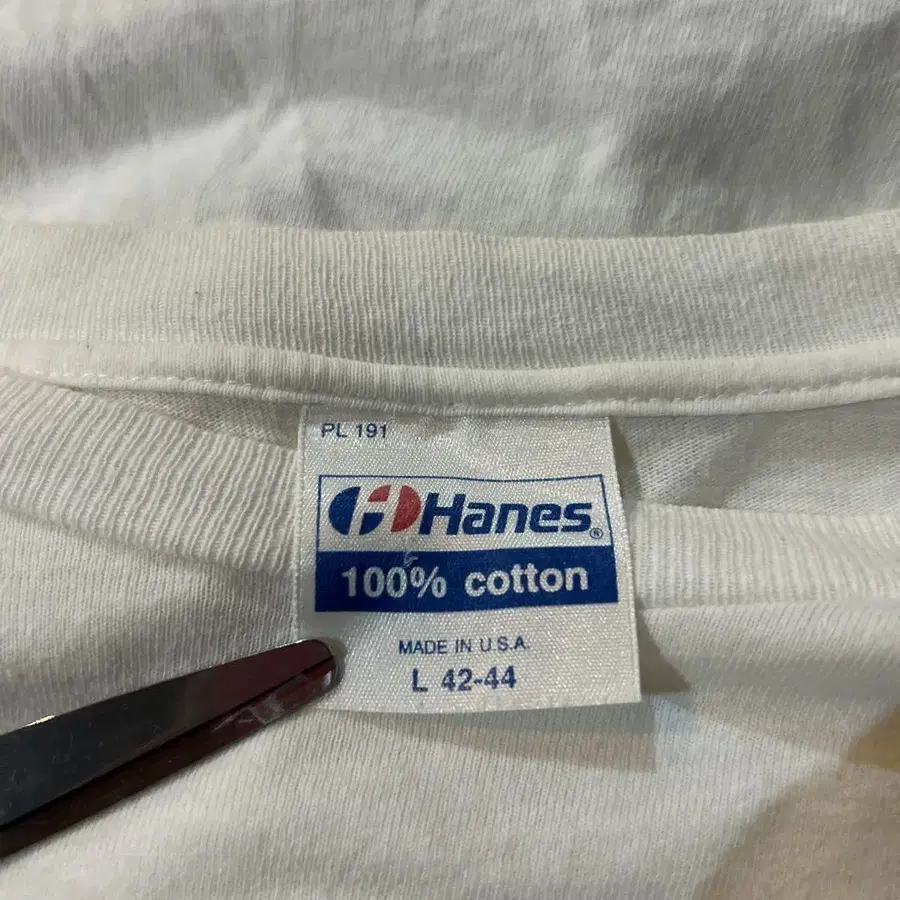 PL 191
Hanes®
100% cotton
MADE IN U.S.A.
L 42-44